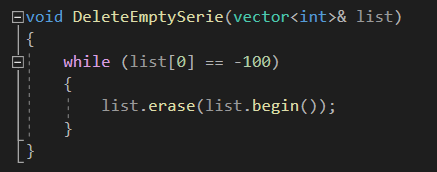 void DeleteEmptySerie(vector<int>& list)
{
    while (list[0] == -100)
    {
        list.erase(list.begin());
    }
}